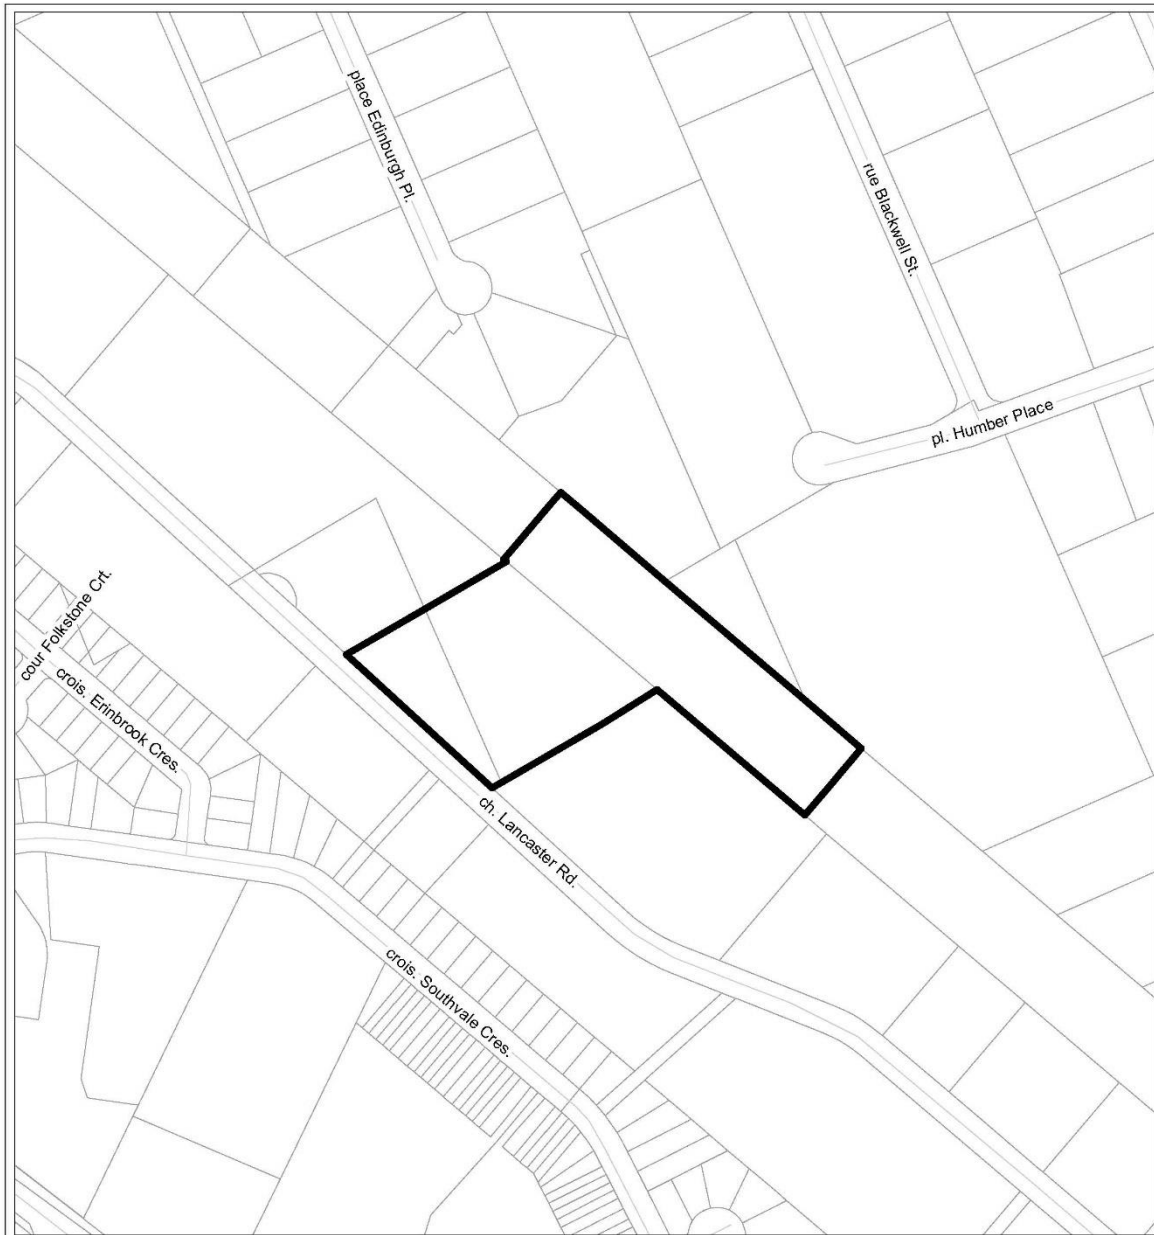 place Edinburgh Pl.
rue Blackwell St.
pl. Humber Place
cour Folkstone Crt.
crois. Erinbrook Cres.
ch. Lancaster Rd.
crois. Southvale Cres.